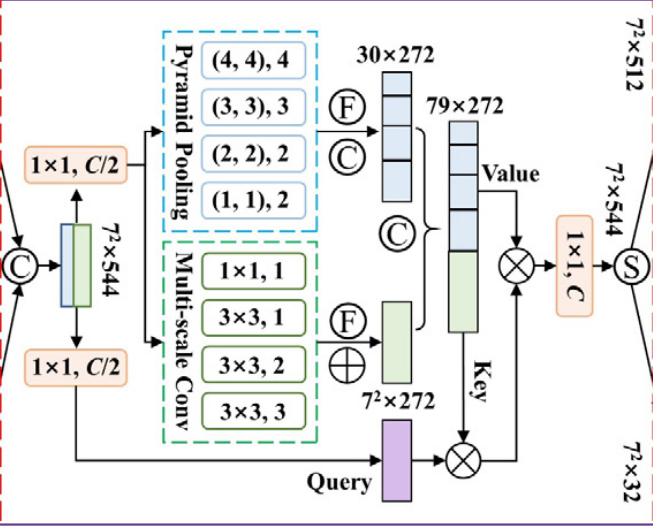 C
1×1, C/2
7²×544
1×1, C/2
Pyramid Pooling
(4, 4), 4
(3, 3), 3
(2, 2), 2
(1, 1), 2
Multi-scale Conv
1×1, 1
3×3, 1
3×3, 2
3×3, 3
F
C
F
30×272
C
7²×272
Query
79×272
Value
Key
1×1, C
7²×544
S
7²×512
7²×32